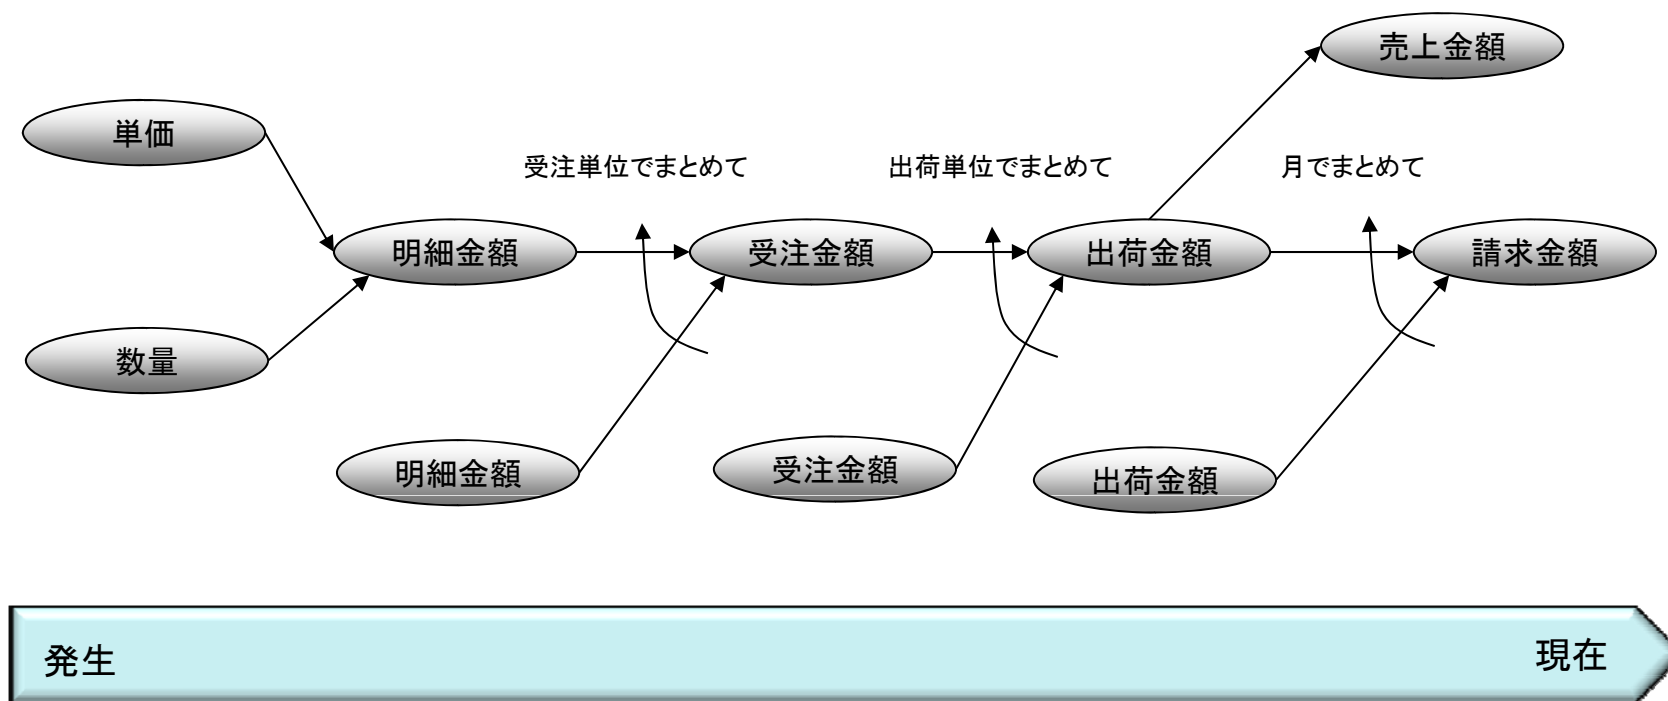 売上金額
単価
受注単位でまとめて
出荷単位でまとめて
月でまとめて
明細金額
受注金額
出荷金額
請求金額
数量
明細金額
受注金額
出荷金額
発生
現在